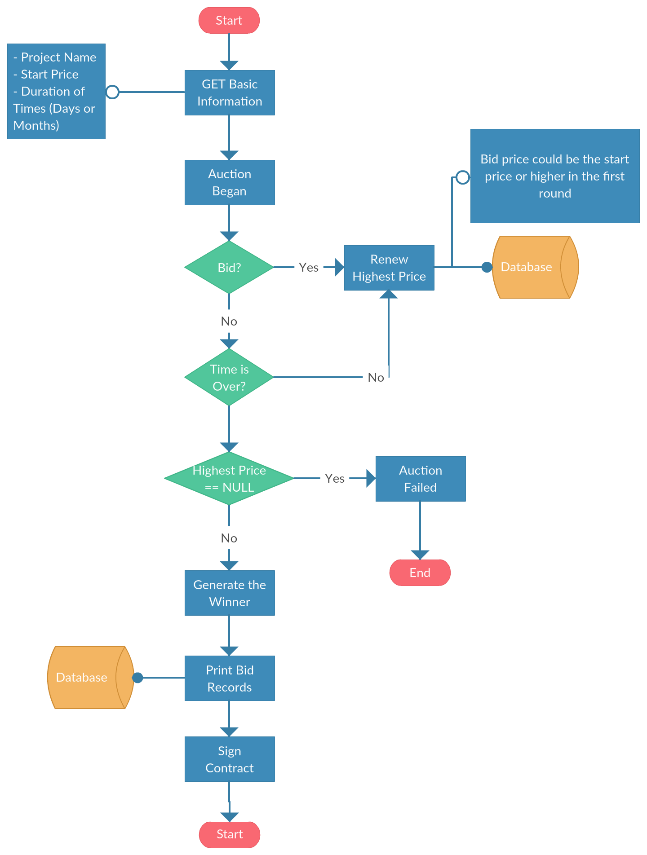 Start
- Project Name
- Start Price
- Duration of
Times (Days or
Months)
GET Basic
Information
Auction
Began
Bid price could be the start
price or higher in the first
round
Bid?
Yes
Renew
Highest Price
Database
No
Time is
Over?
No
Highest Price
== NULL
Yes
Auction
Failed
No
End
Generate the
Winner
Database
Print Bid
Records
Sign
Contract
Start